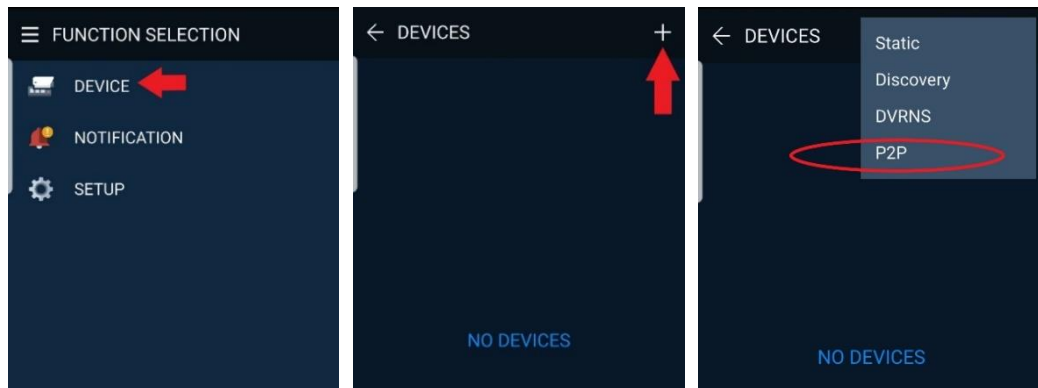 FUNCTION SELECTION
DEVICE
NOTIFICATION
SETUP
DEVICES
NO DEVICES
DEVICES
Static
Discovery
DVRNS
P2P
NO DEVICES